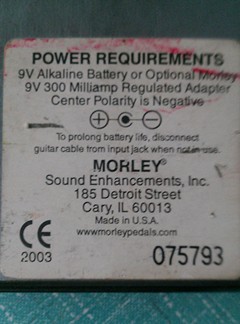 POWER REQUIREMENTS
9V Alkaline Battery or Optional Morley
9V 300 Milliamp Regulated Adapter
Center Polarity is Negative
+ −
To prolong battery life, disconnect
guitar cable from input jack when not in use.
MORLEY®
Sound Enhancements, Inc.
185 Detroit Street
Cary, IL 60013
Made in U.S.A.
www.morleypedals.com
CE
2003
075793